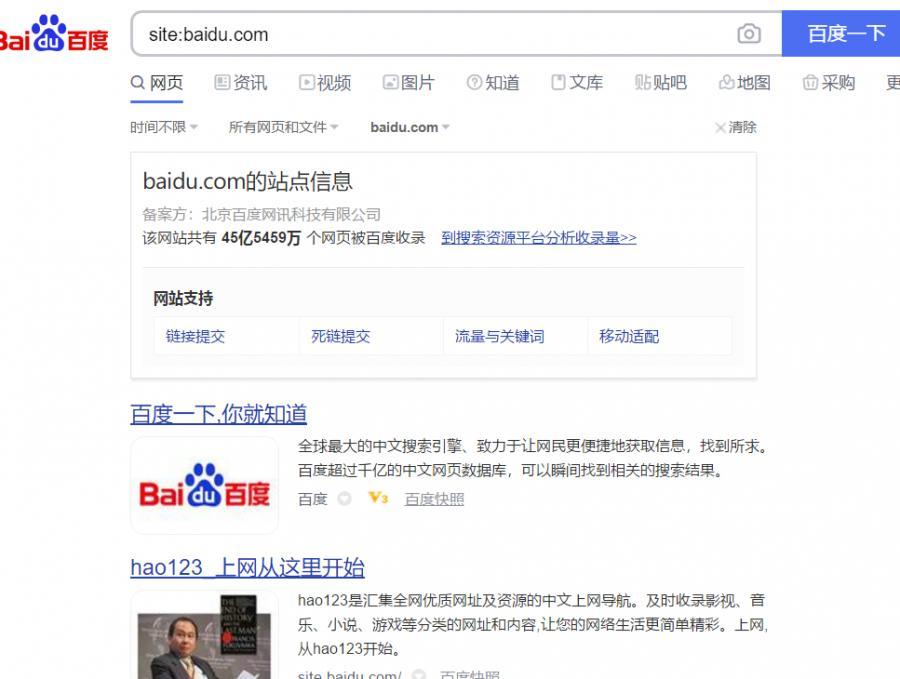 Bai du 百度
site:baidu.com
百度一下
网页 资讯 视频 图片 知道 文库 贴吧 地图 采购 更
时间不限 所有网页和文件 baidu.com 清除
baidu.com的站点信息
备案方：北京百度网讯科技有限公司
该网站共有 45亿5459万 个网页被百度收录 到搜索资源平台分析收录量>>
网站支持
链接提交 死链提交 流量与关键词 移动适配
百度一下,你就知道
Bai du 百度
全球最大的中文搜索引擎、致力于让网民更便捷地获取信息，找到所求。
百度超过千亿的中文网页数据库，可以瞬间找到相关的搜索结果。
百度 V3 百度快照
hao123_上网从这里开始
THE END
OF HISTORY
AND THE
LAST MAN
FRANCIS
FUKUYAMA
hao123是汇集全网优质网址及资源的中文上网导航。及时收录影视、音
乐、小说、游戏等分类的网址和内容,让您的网络生活更简单精彩。上网,
从hao123开始。
site.baidu.com/ 百度快照